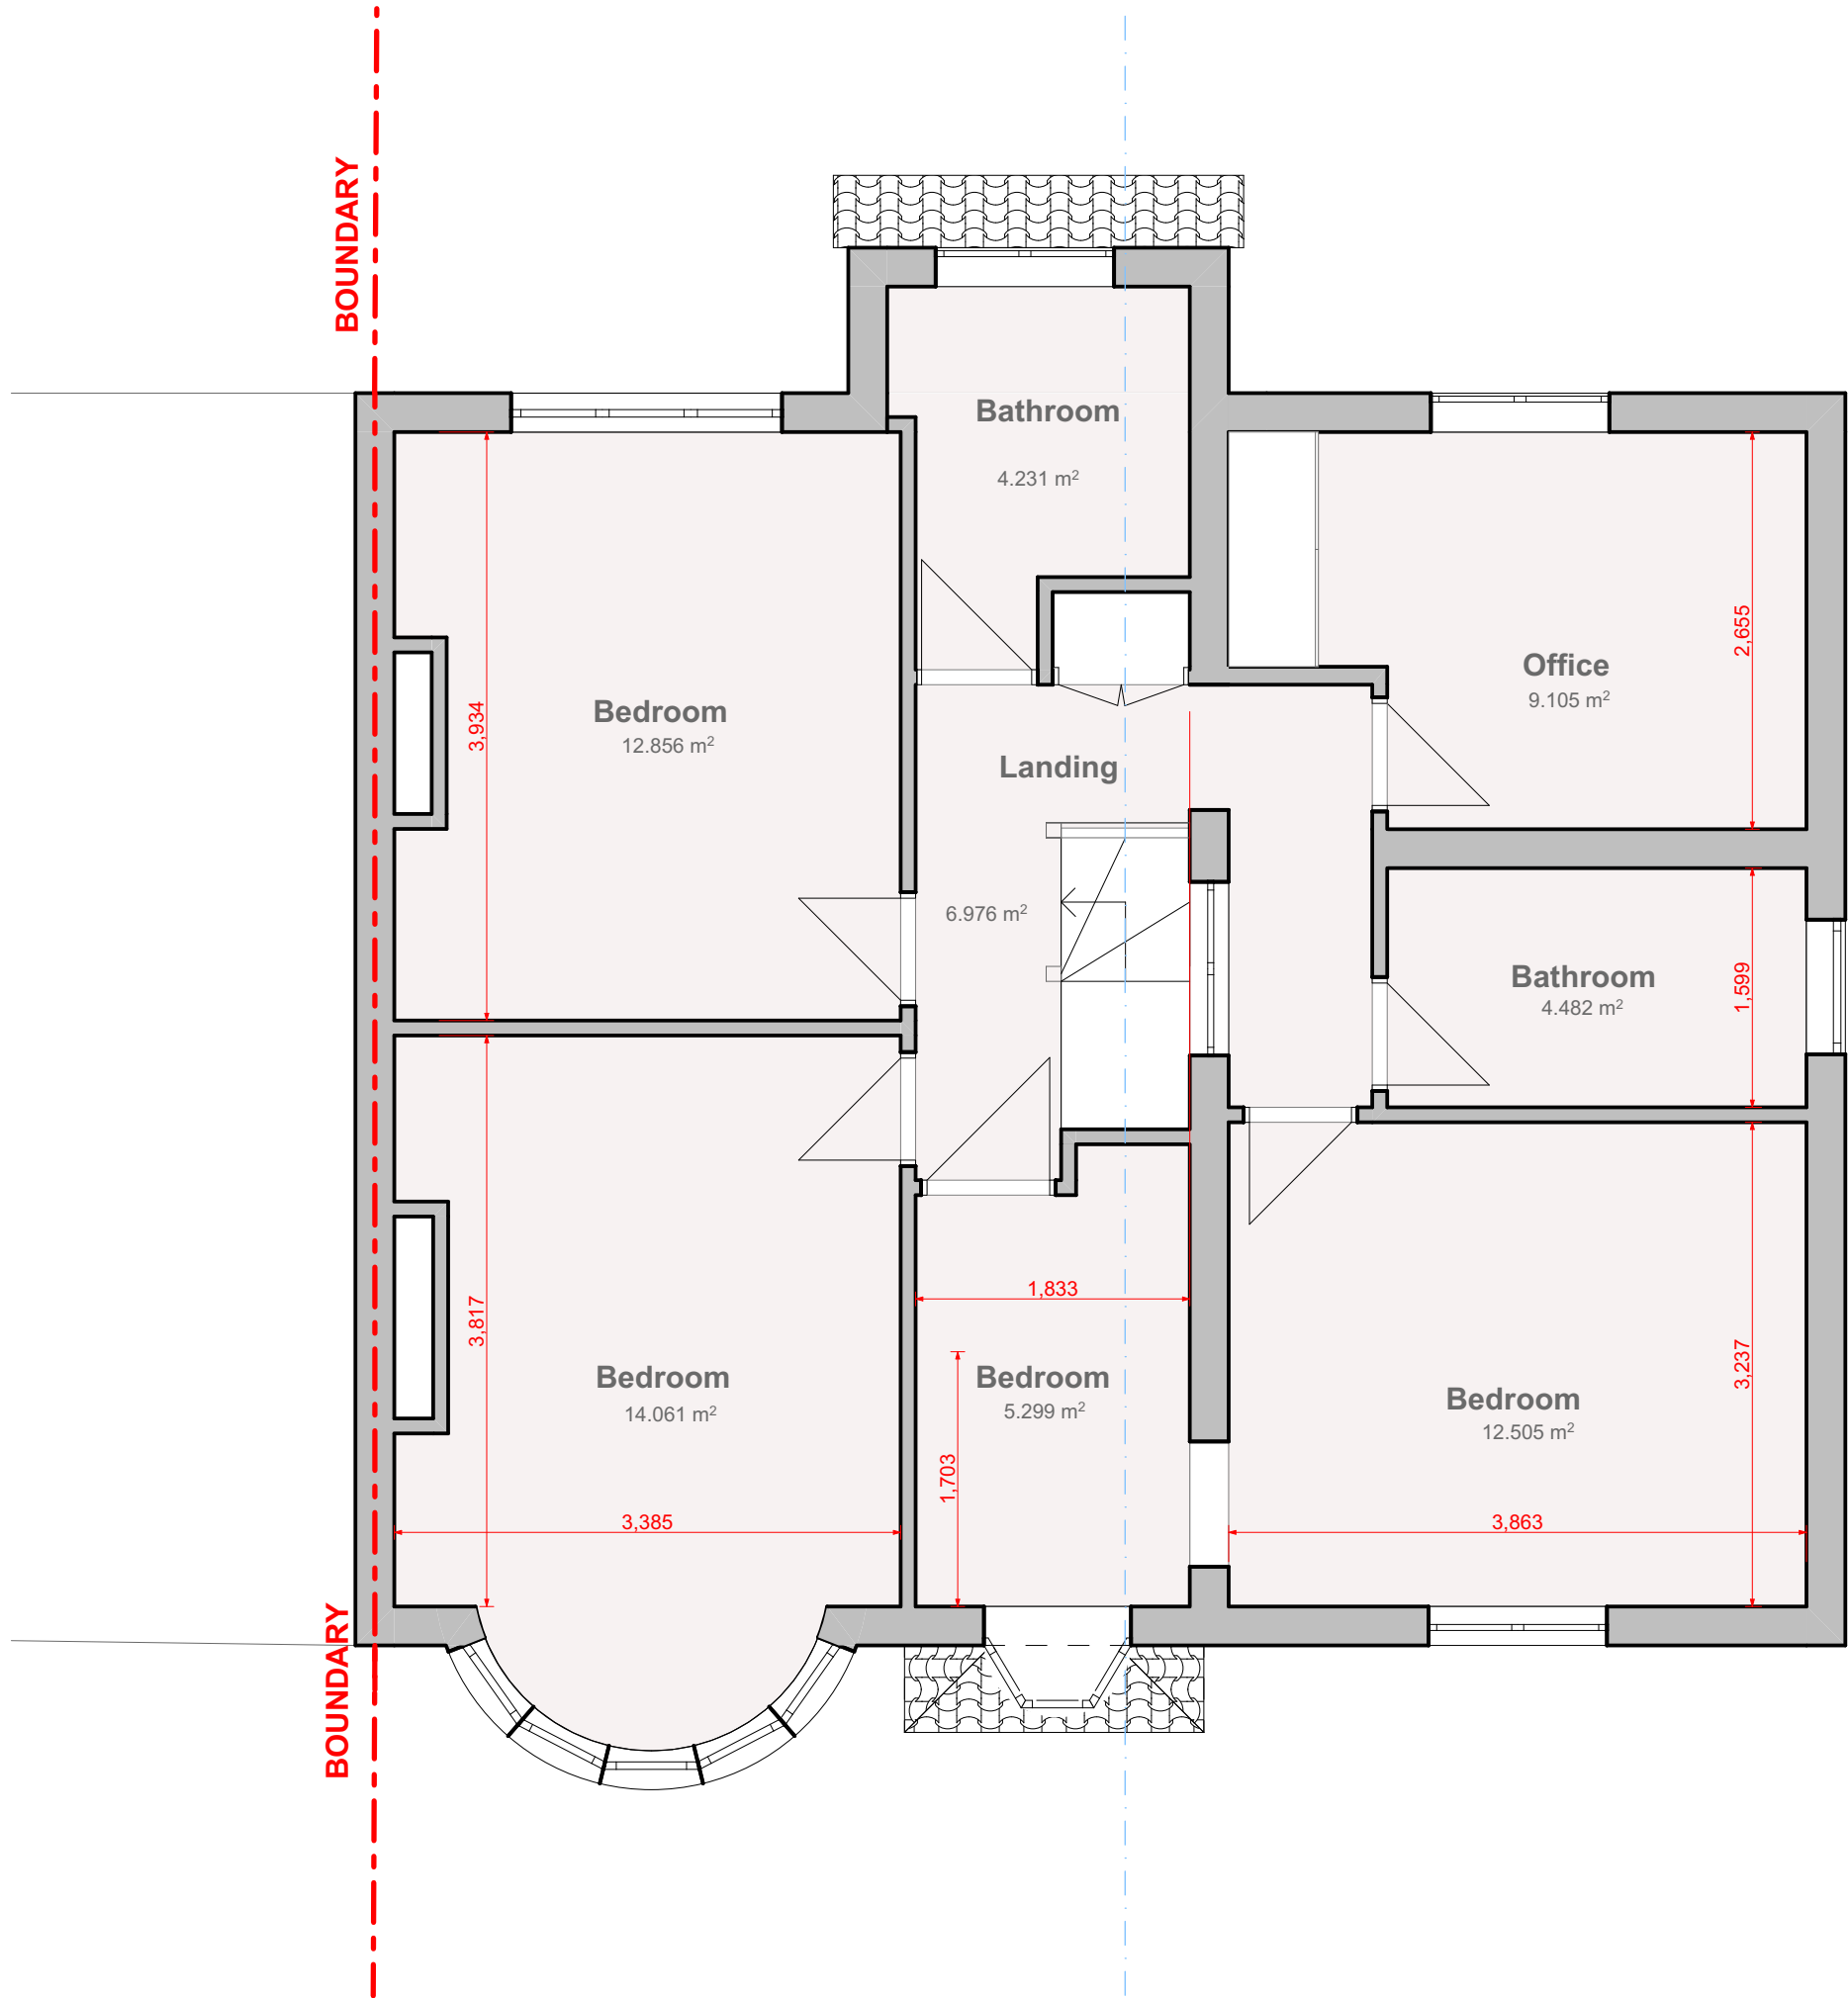 BOUNDARY
Bathroom
4.231 m²
2,655
Office
9.105 m²
3,934
Bedroom
12.856 m²
Landing
6.976 m²
Bathroom
4.482 m²
1,599
1,833
3,817
Bedroom
14.061 m²
Bedroom
5.299 m²
1,703
Bedroom
12.505 m²
3,237
3,385
3,863
BOUNDARY